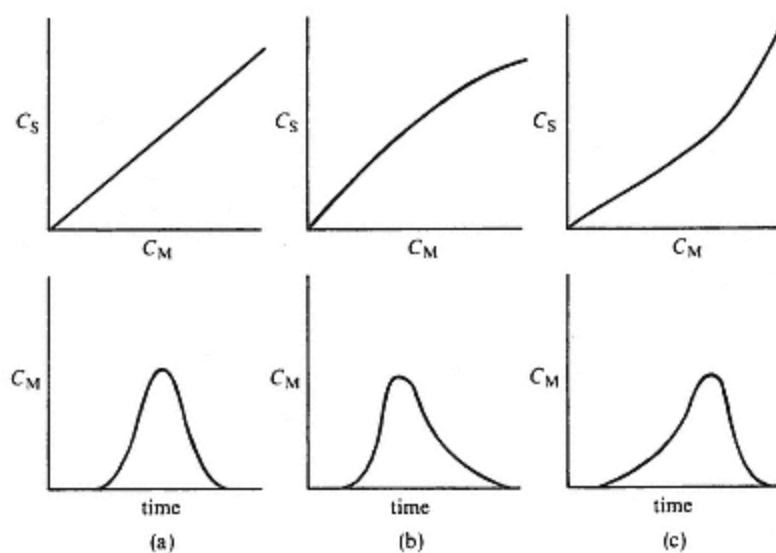 C_S C_S C_S
C_M C_M C_M
C_M C_M C_M
time time time
(a) (b) (c)